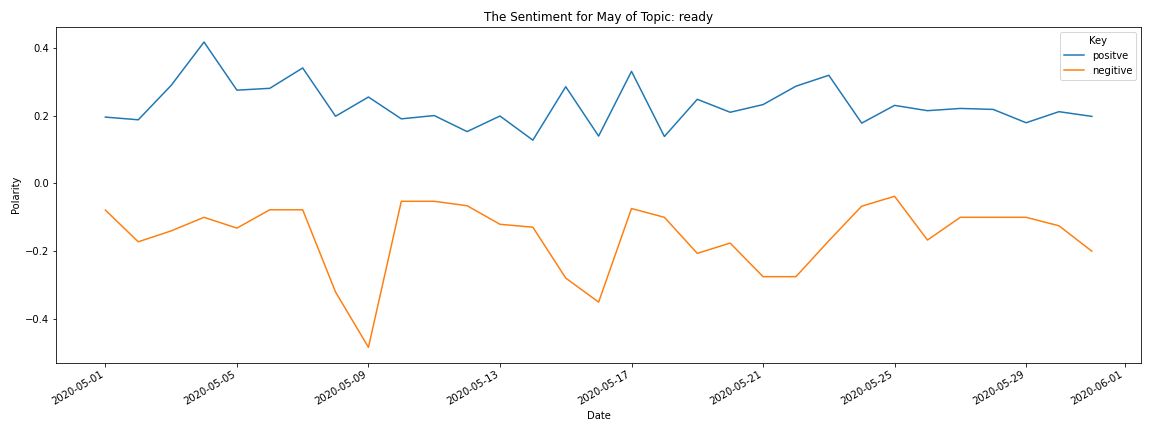 The Sentiment for May of Topic: ready
Key
positve
negitive
0.4
0.2
0.0
−0.2
−0.4
Polarity
2020-05-01
2020-05-05
2020-05-09
2020-05-13
2020-05-17
2020-05-21
2020-05-25
2020-05-29
2020-06-01
Date